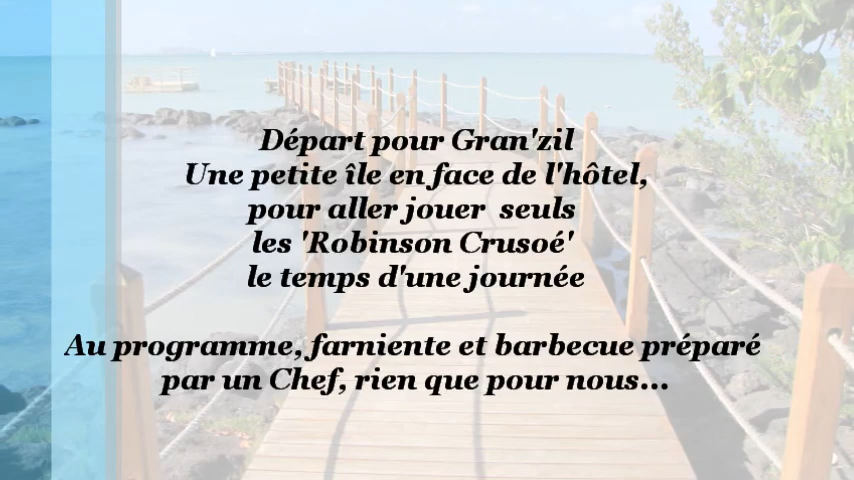 Départ pour Gran'zil
Une petite île en face de l'hôtel,
pour aller jouer  seuls
les 'Robinson Crusoé'
le temps d'une journée
Au programme, farniente et barbecue préparé
par un Chef, rien que pour nous...